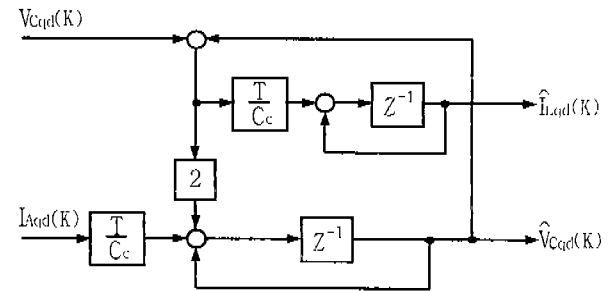 VCqd(K)
T
Cc
Z⁻¹
ÎLqd(K)
2
IAqd(K)
T
Cc
Z⁻¹
V̂Cqd(K)